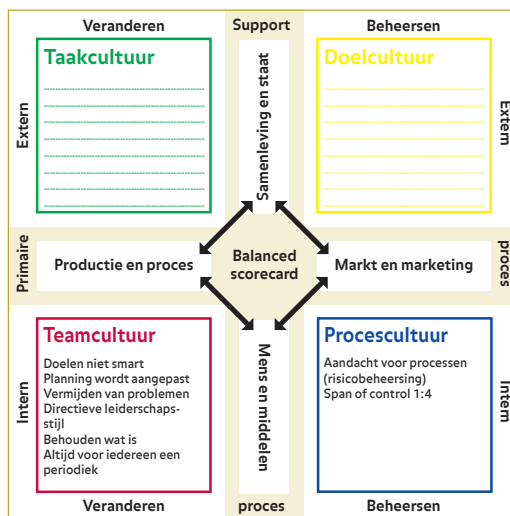 Veranderen
Support
Beheersen
Taakcultuur
Doelcultuur
Extern
Samenleving en staat
Extern
Primaire
Productie en proces
Balanced
scorecard
Markt en marketing
proces
Teamcultuur
Doelen niet smart
Planning wordt aangepast
Vermijden van problemen
Directieve leiderschaps-
stijl
Behouden wat is
Altijd voor iedereen een
periodiek
Procescultuur
Aandacht voor processen
(risicobeheersing)
Span of control 1:4
Intern
Mens en middelen
Intern
Veranderen
proces
Beheersen